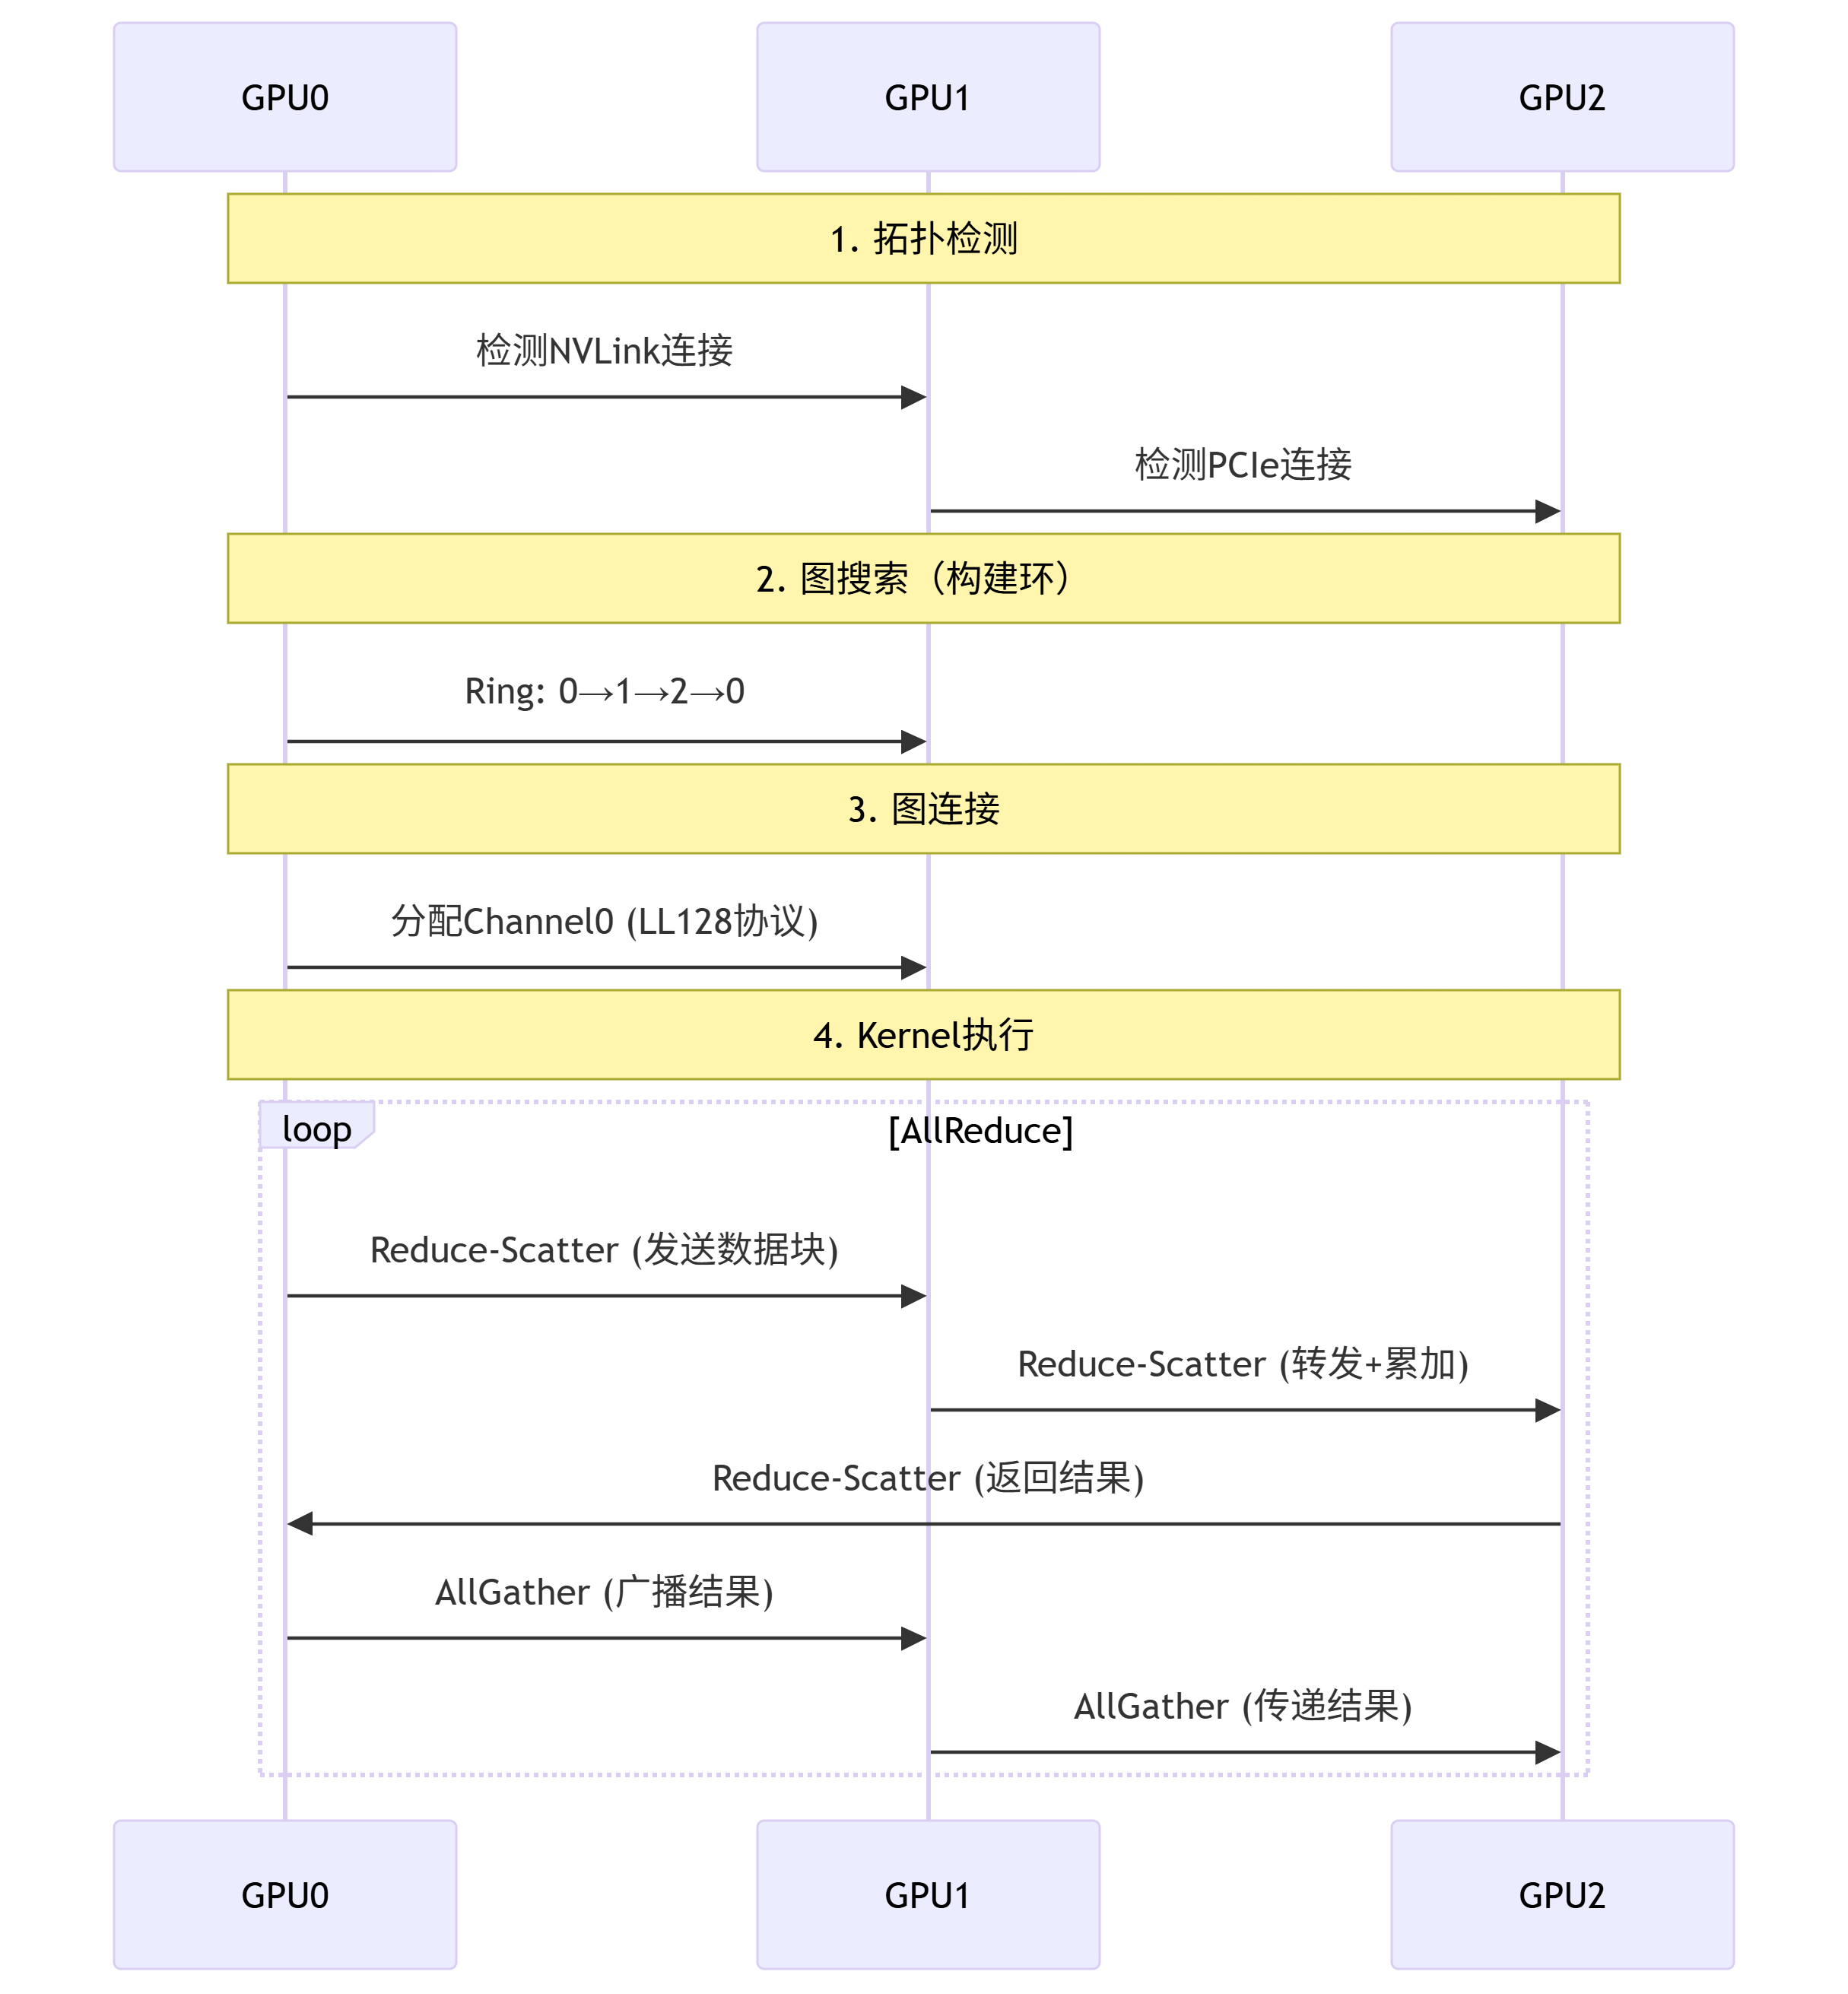 GPU0
GPU1
GPU2
1. 拓扑检测
检测NVLink连接
检测PCIe连接
2. 图搜索（构建环）
Ring: 0→1→2→0
3. 图连接
分配Channel0 (LL128协议)
4. Kernel执行
loop
[AllReduce]
Reduce-Scatter (发送数据块)
Reduce-Scatter (转发+累加)
Reduce-Scatter (返回结果)
AllGather (广播结果)
AllGather (传递结果)
GPU0
GPU1
GPU2